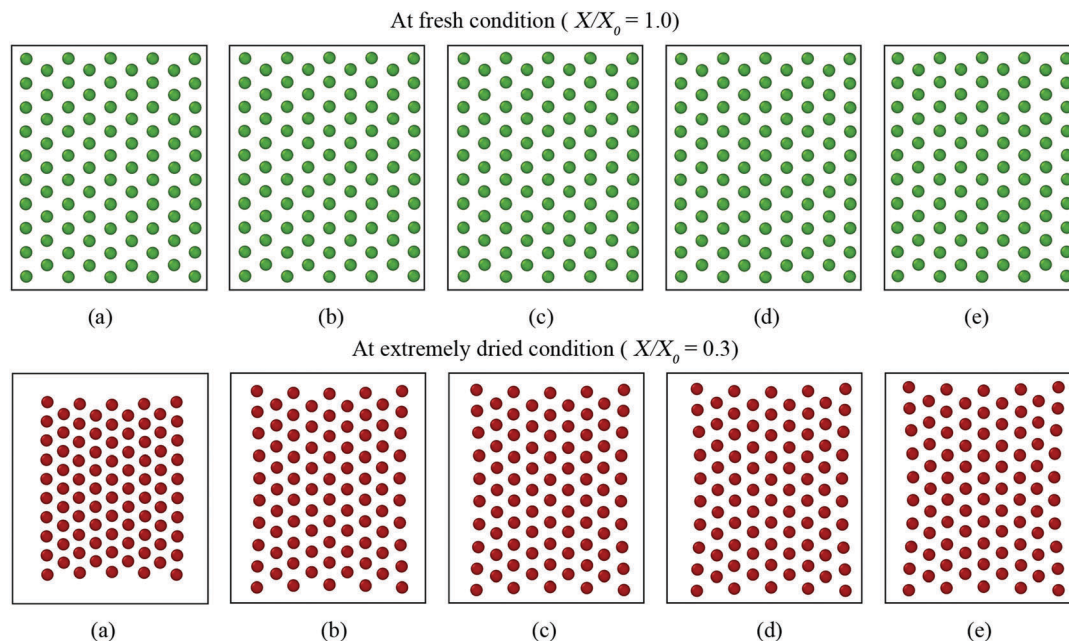 At fresh condition ( X/X₀ = 1.0)
(a) (b) (c) (d) (e)
At extremely dried condition ( X/X₀ = 0.3)
(a) (b) (c) (d) (e)